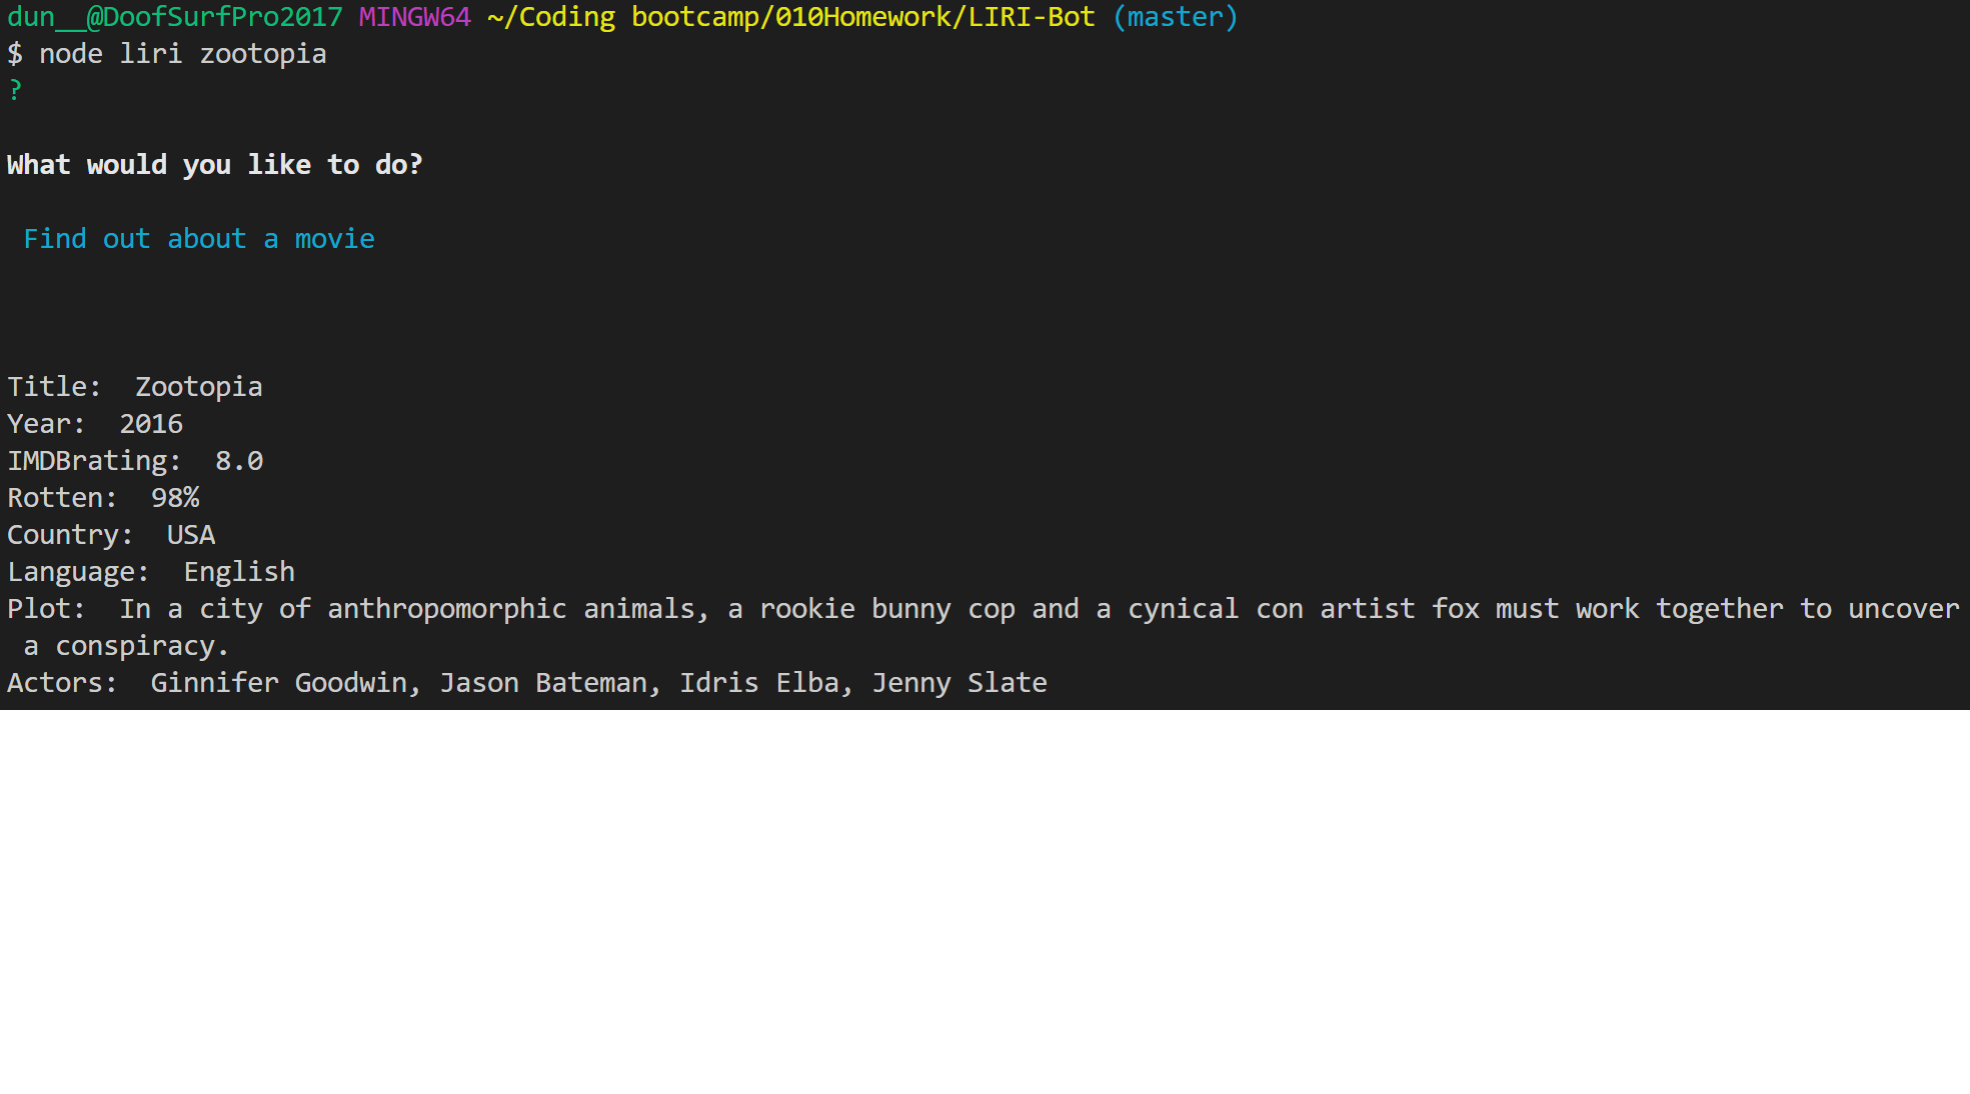 dun__@DoofSurfPro2017 MINGW64 ~/Coding bootcamp/010Homework/LIRI-Bot (master)
$ node liri zootopia
?
What would you like to do?
Find out about a movie
Title:  Zootopia
Year:  2016
IMDBrating:  8.0
Rotten:  98%
Country:  USA
Language:  English
Plot:  In a city of anthropomorphic animals, a rookie bunny cop and a cynical con artist fox must work together to uncover
a conspiracy.
Actors:  Ginnifer Goodwin, Jason Bateman, Idris Elba, Jenny Slate